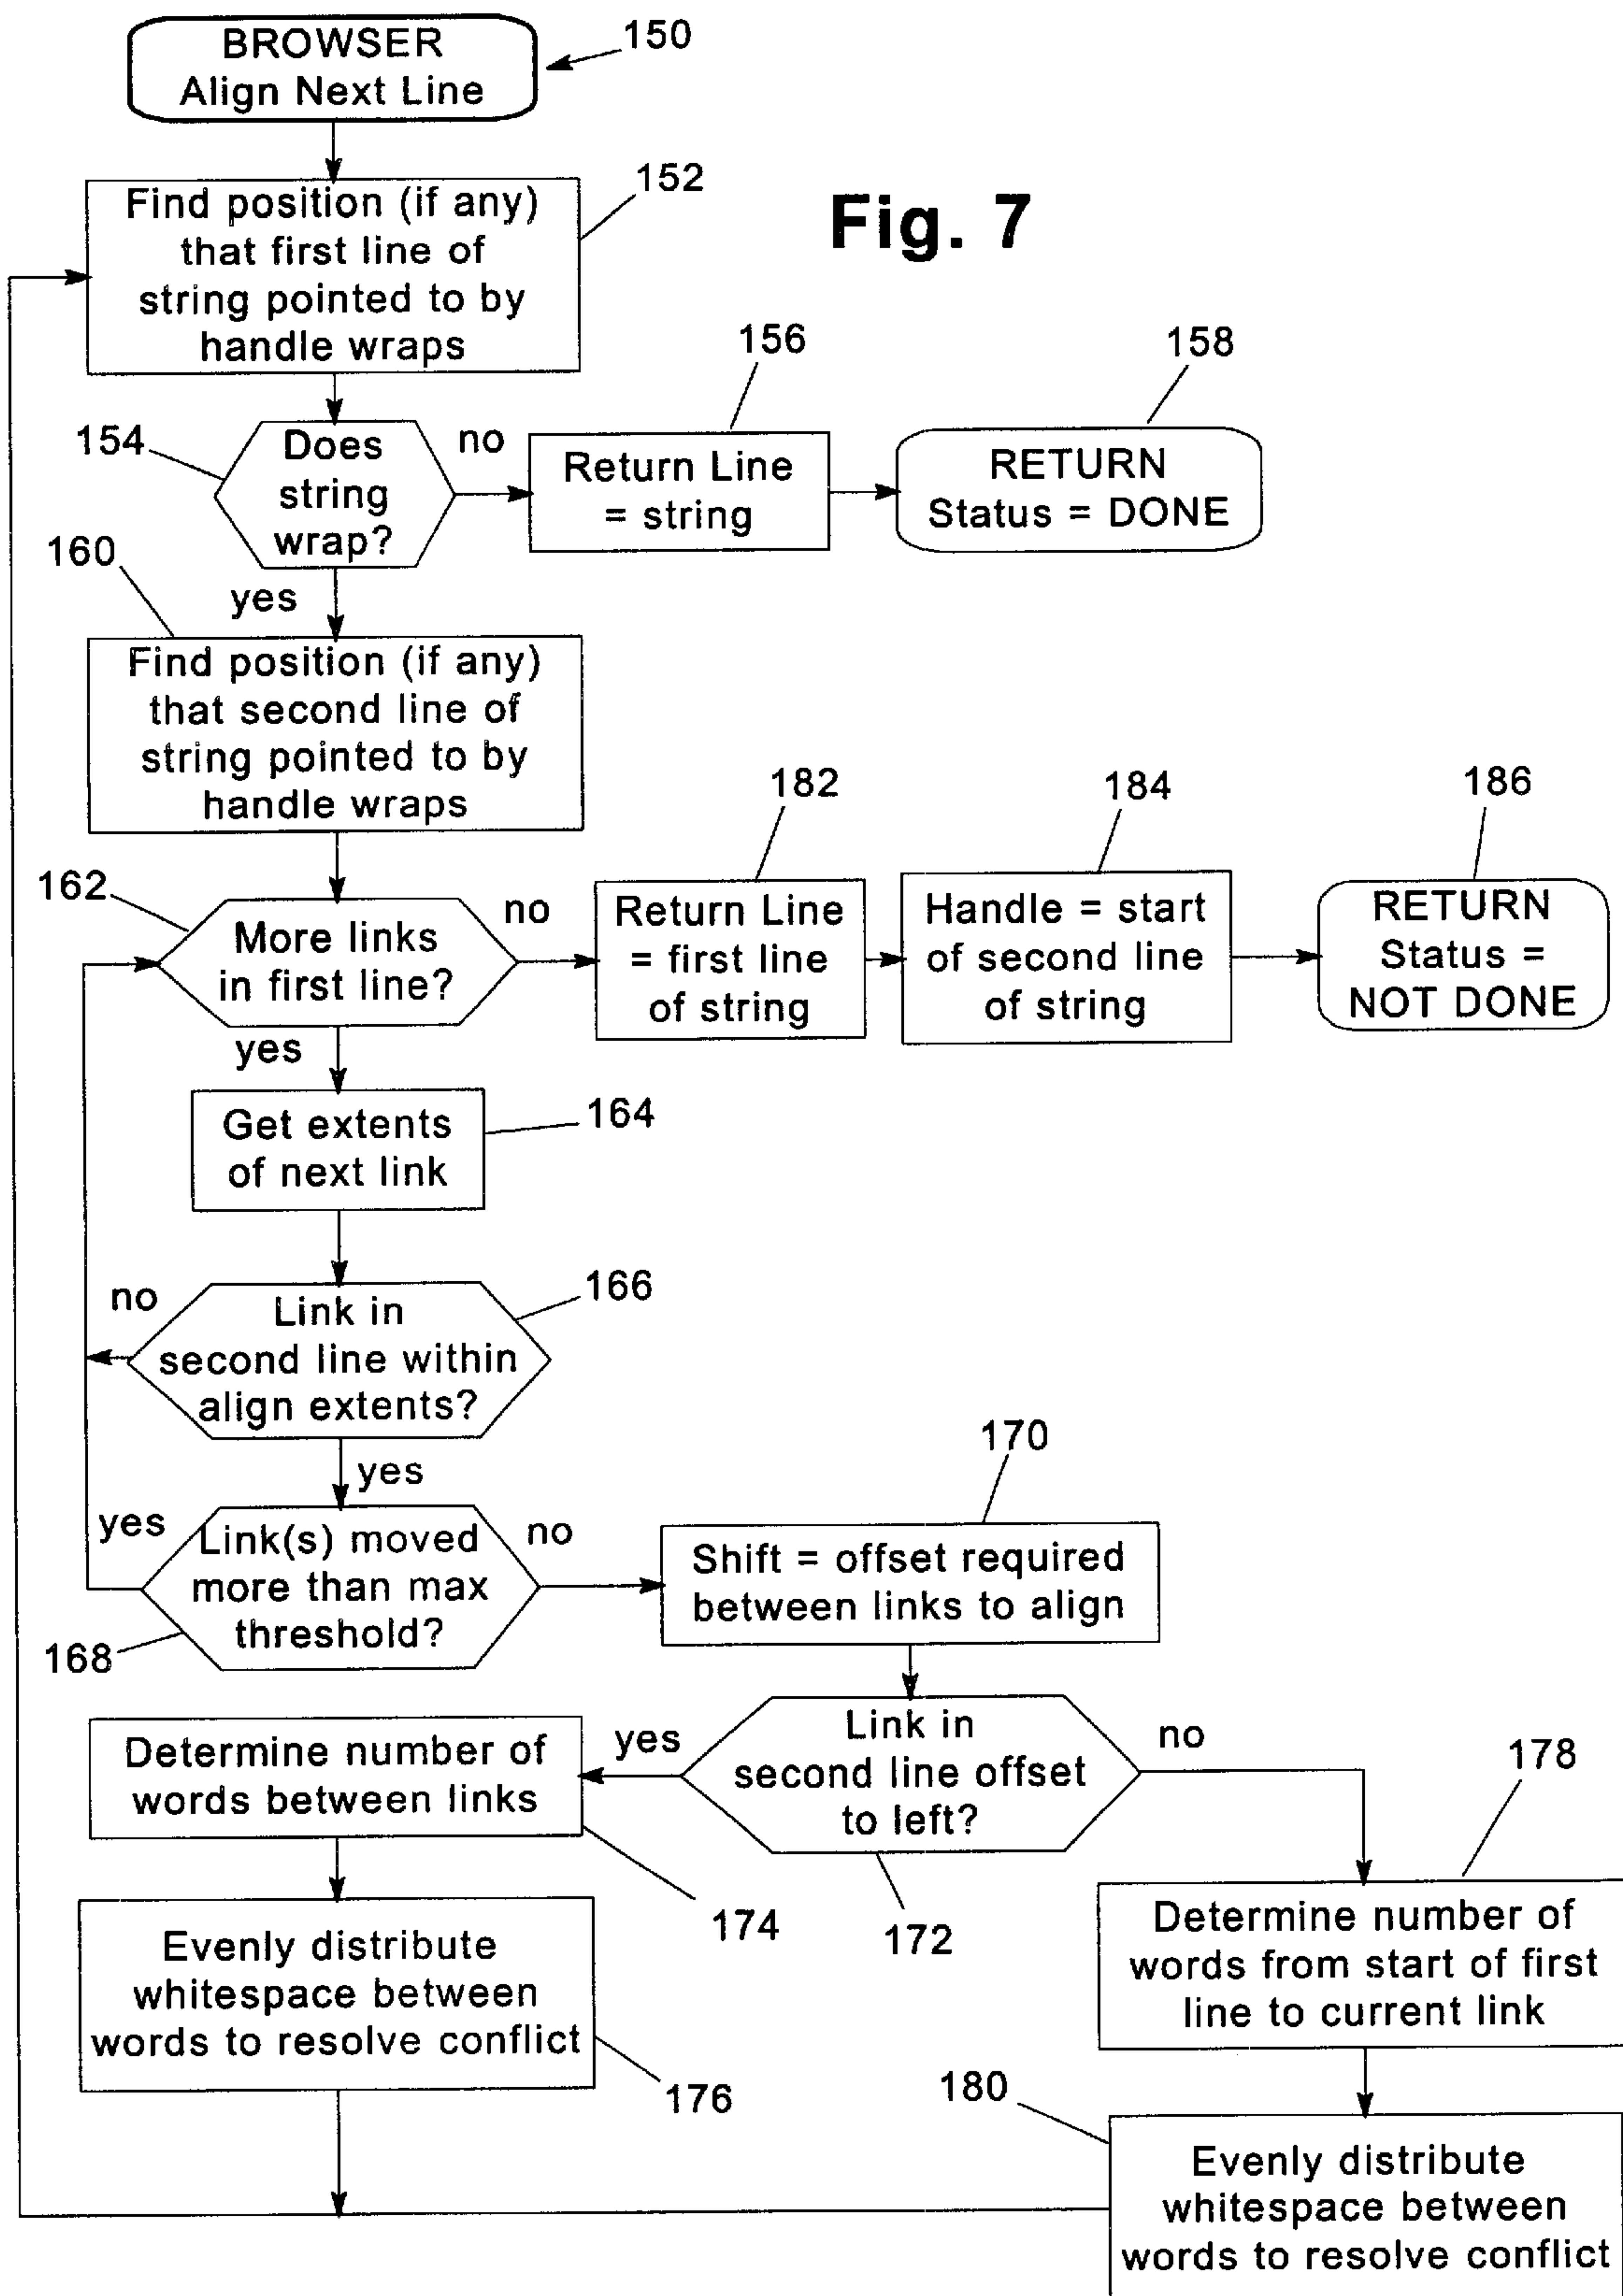 BROWSER
Align Next Line
150
Find position (if any)
that first line of
string pointed to by
handle wraps
152
Fig. 7
154
Does
string
wrap?
no
yes
156
Return Line
= string
158
RETURN
Status = DONE
160
Find position (if any)
that second line of
string pointed to by
handle wraps
162
More links
in first line?
no
yes
182
Return Line
= first line
of string
184
Handle = start
of second line
of string
186
RETURN
Status =
NOT DONE
Get extents
of next link
164
no
Link in
second line within
align extents?
166
yes
yes
Link(s) moved
more than max
threshold?
no
168
170
Shift = offset required
between links to align
yes
Link in
second line offset
to left?
no
172
Determine number of
words between links
174
Evenly distribute
whitespace between
words to resolve conflict
176
178
Determine number of
words from start of first
line to current link
180
Evenly distribute
whitespace between
words to resolve conflict